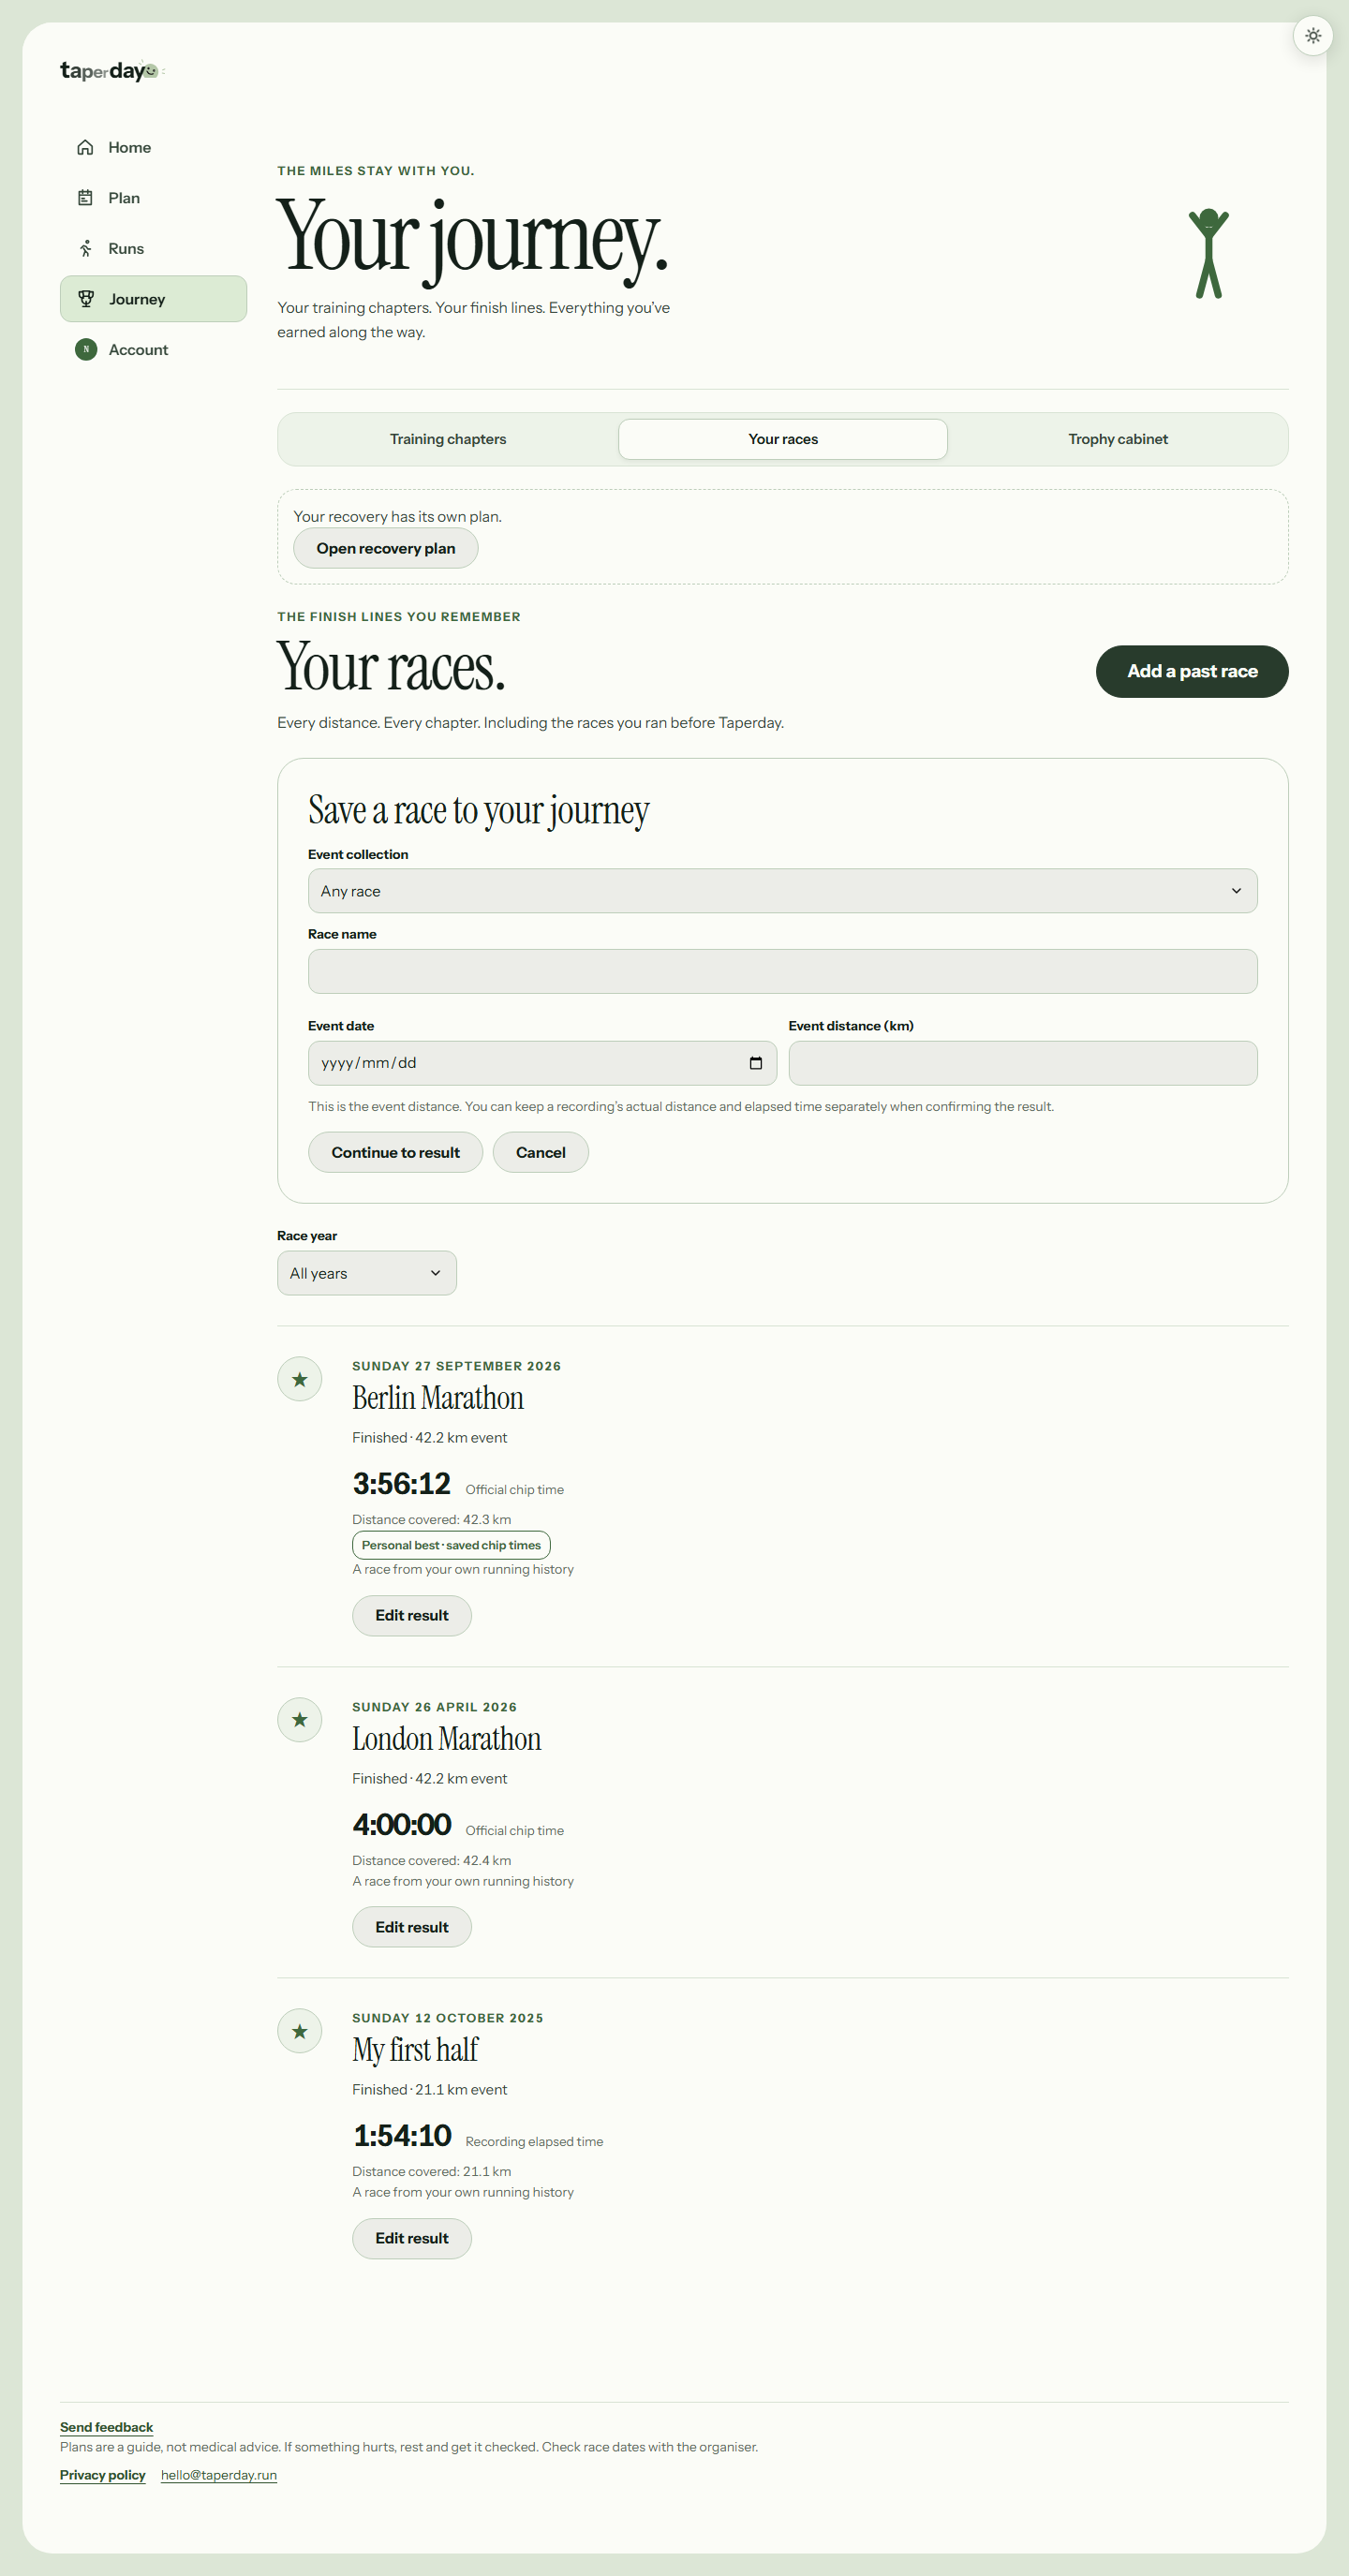 taperday
Home
Plan
Runs
Journey
N
Account
THE MILES STAY WITH YOU.
Your journey.
Your training chapters. Your finish lines. Everything you've
earned along the way.
Training chapters
Your races
Trophy cabinet
Your recovery has its own plan.
Open recovery plan
THE FINISH LINES YOU REMEMBER
Your races.
Add a past race
Every distance. Every chapter. Including the races you ran before Taperday.
Save a race to your journey
Event collection
Any race
Race name
Event date
Event distance (km)
yyyy/mm/dd
This is the event distance. You can keep a recording's actual distance and elapsed time separately when confirming the result.
Continue to result
Cancel
Race year
All years
SUNDAY 27 SEPTEMBER 2026
Berlin Marathon
Finished · 42.2 km event
3:56:12 Official chip time
Distance covered: 42.3 km
Personal best · saved chip times
A race from your own running history
Edit result
SUNDAY 26 APRIL 2026
London Marathon
Finished · 42.2 km event
4:00:00 Official chip time
Distance covered: 42.4 km
A race from your own running history
Edit result
SUNDAY 12 OCTOBER 2025
My first half
Finished · 21.1 km event
1:54:10 Recording elapsed time
Distance covered: 21.1 km
A race from your own running history
Edit result
Send feedback
Plans are a guide, not medical advice. If something hurts, rest and get it checked. Check race dates with the organiser.
Privacy policy hello@taperday.run